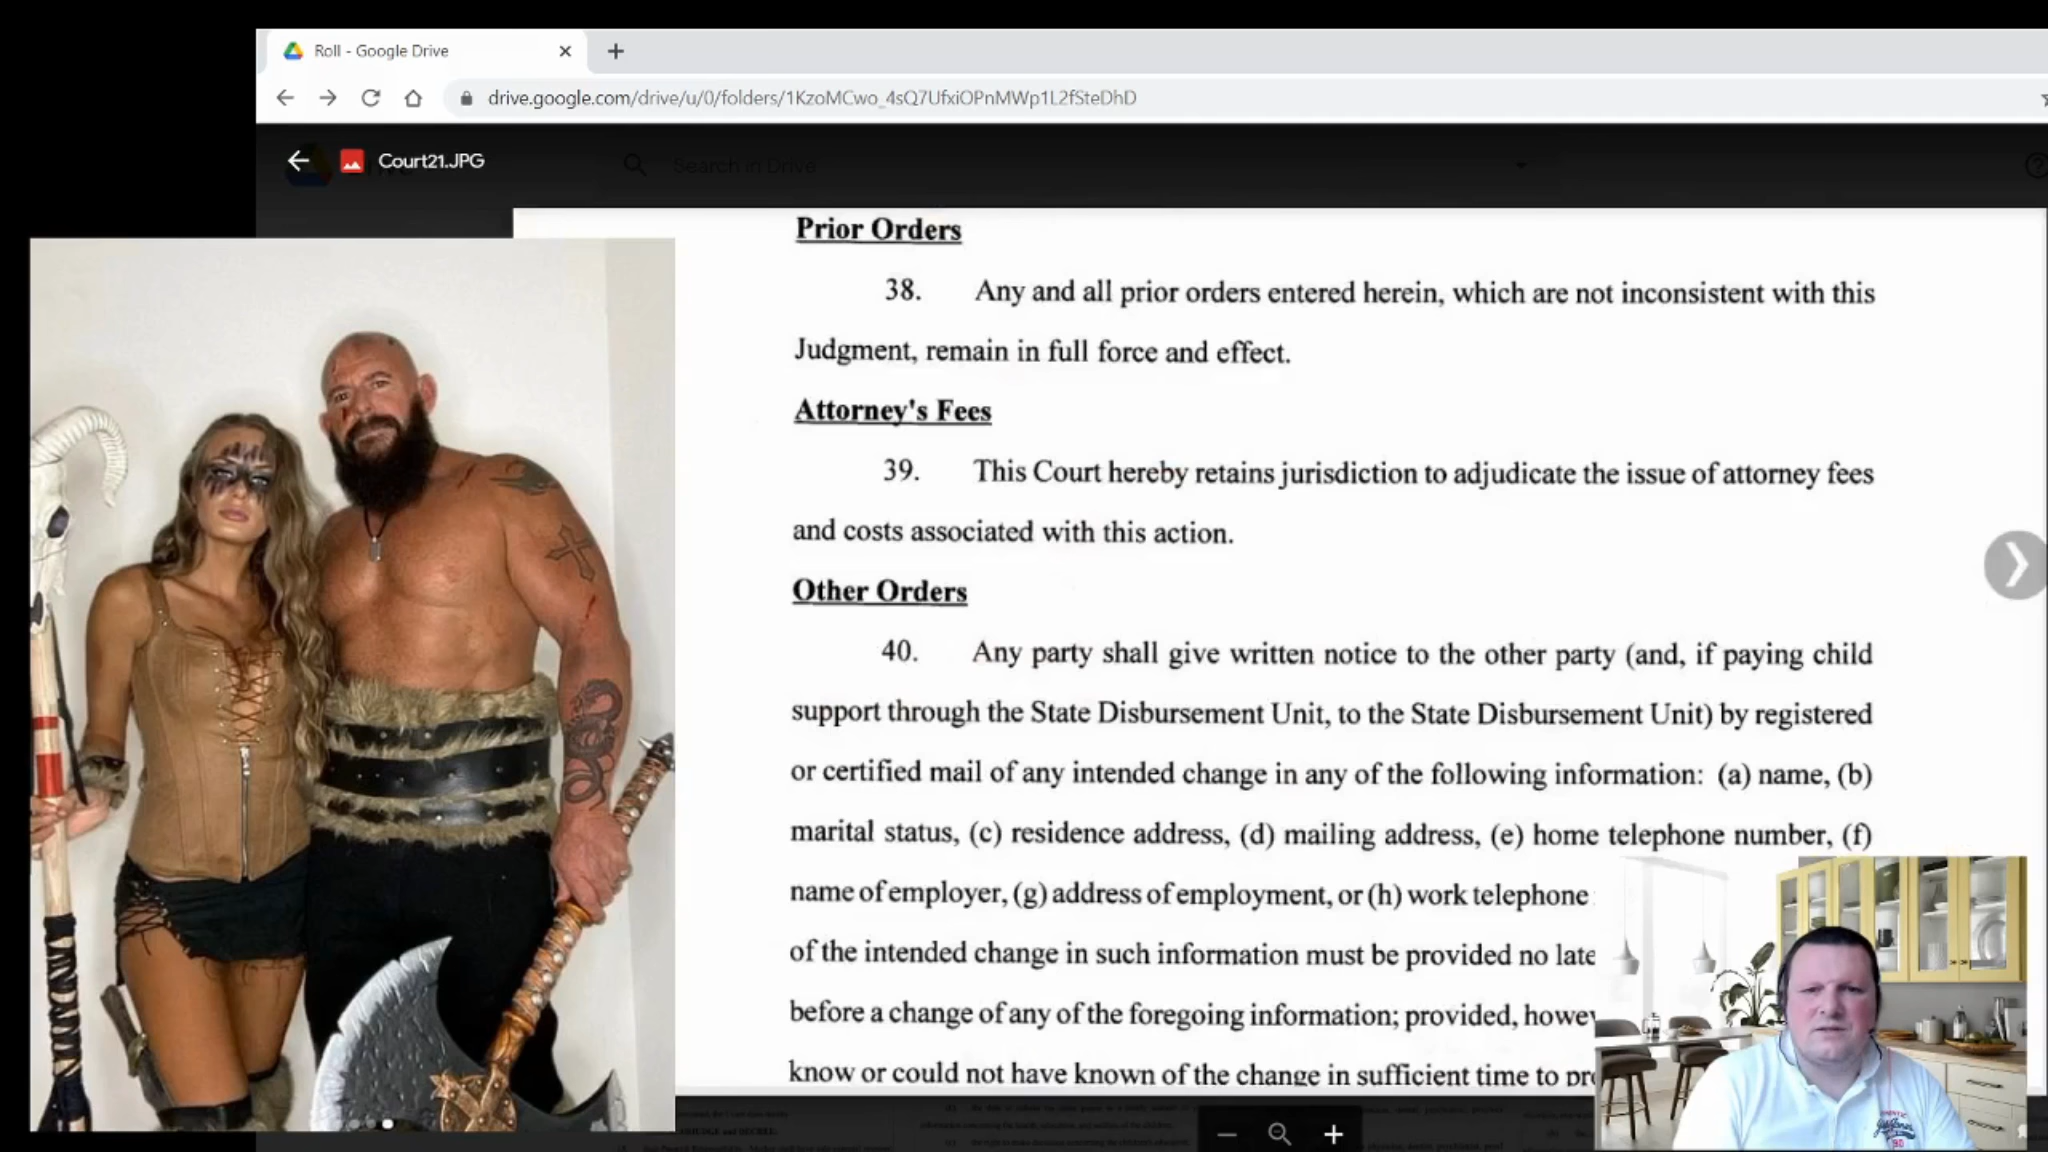 Roll - Google Drive
drive.google.com/drive/u/0/folders/1KzoMCwo_4sQ7UfxiOPnMWp1L2fSteDhD
Court21.JPG
Search in Drive
Prior Orders
38. Any and all prior orders entered herein, which are not inconsistent with this
Judgment, remain in full force and effect.
Attorney's Fees
39. This Court hereby retains jurisdiction to adjudicate the issue of attorney fees
and costs associated with this action.
Other Orders
40. Any party shall give written notice to the other party (and, if paying child
support through the State Disbursement Unit, to the State Disbursement Unit) by registered
or certified mail of any intended change in any of the following information: (a) name, (b)
marital status, (c) residence address, (d) mailing address, (e) home telephone number, (f)
name of employer, (g) address of employment, or (h) work telephone
of the intended change in such information must be provided no late
before a change of any of the foregoing information; provided, howev
know or could not have known of the change in sufficient time to pro